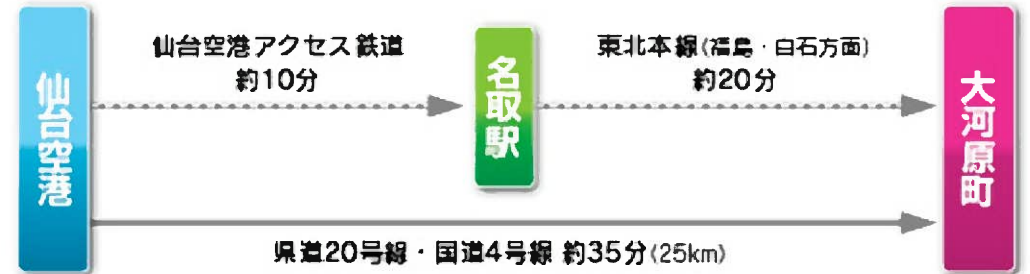 仙台空港
仙台空港アクセス鉄道
約10分
名取駅
東北本線(福島・白石方面)
約20分
大河原町
県道20号線・国道4号線 約35分(25km)